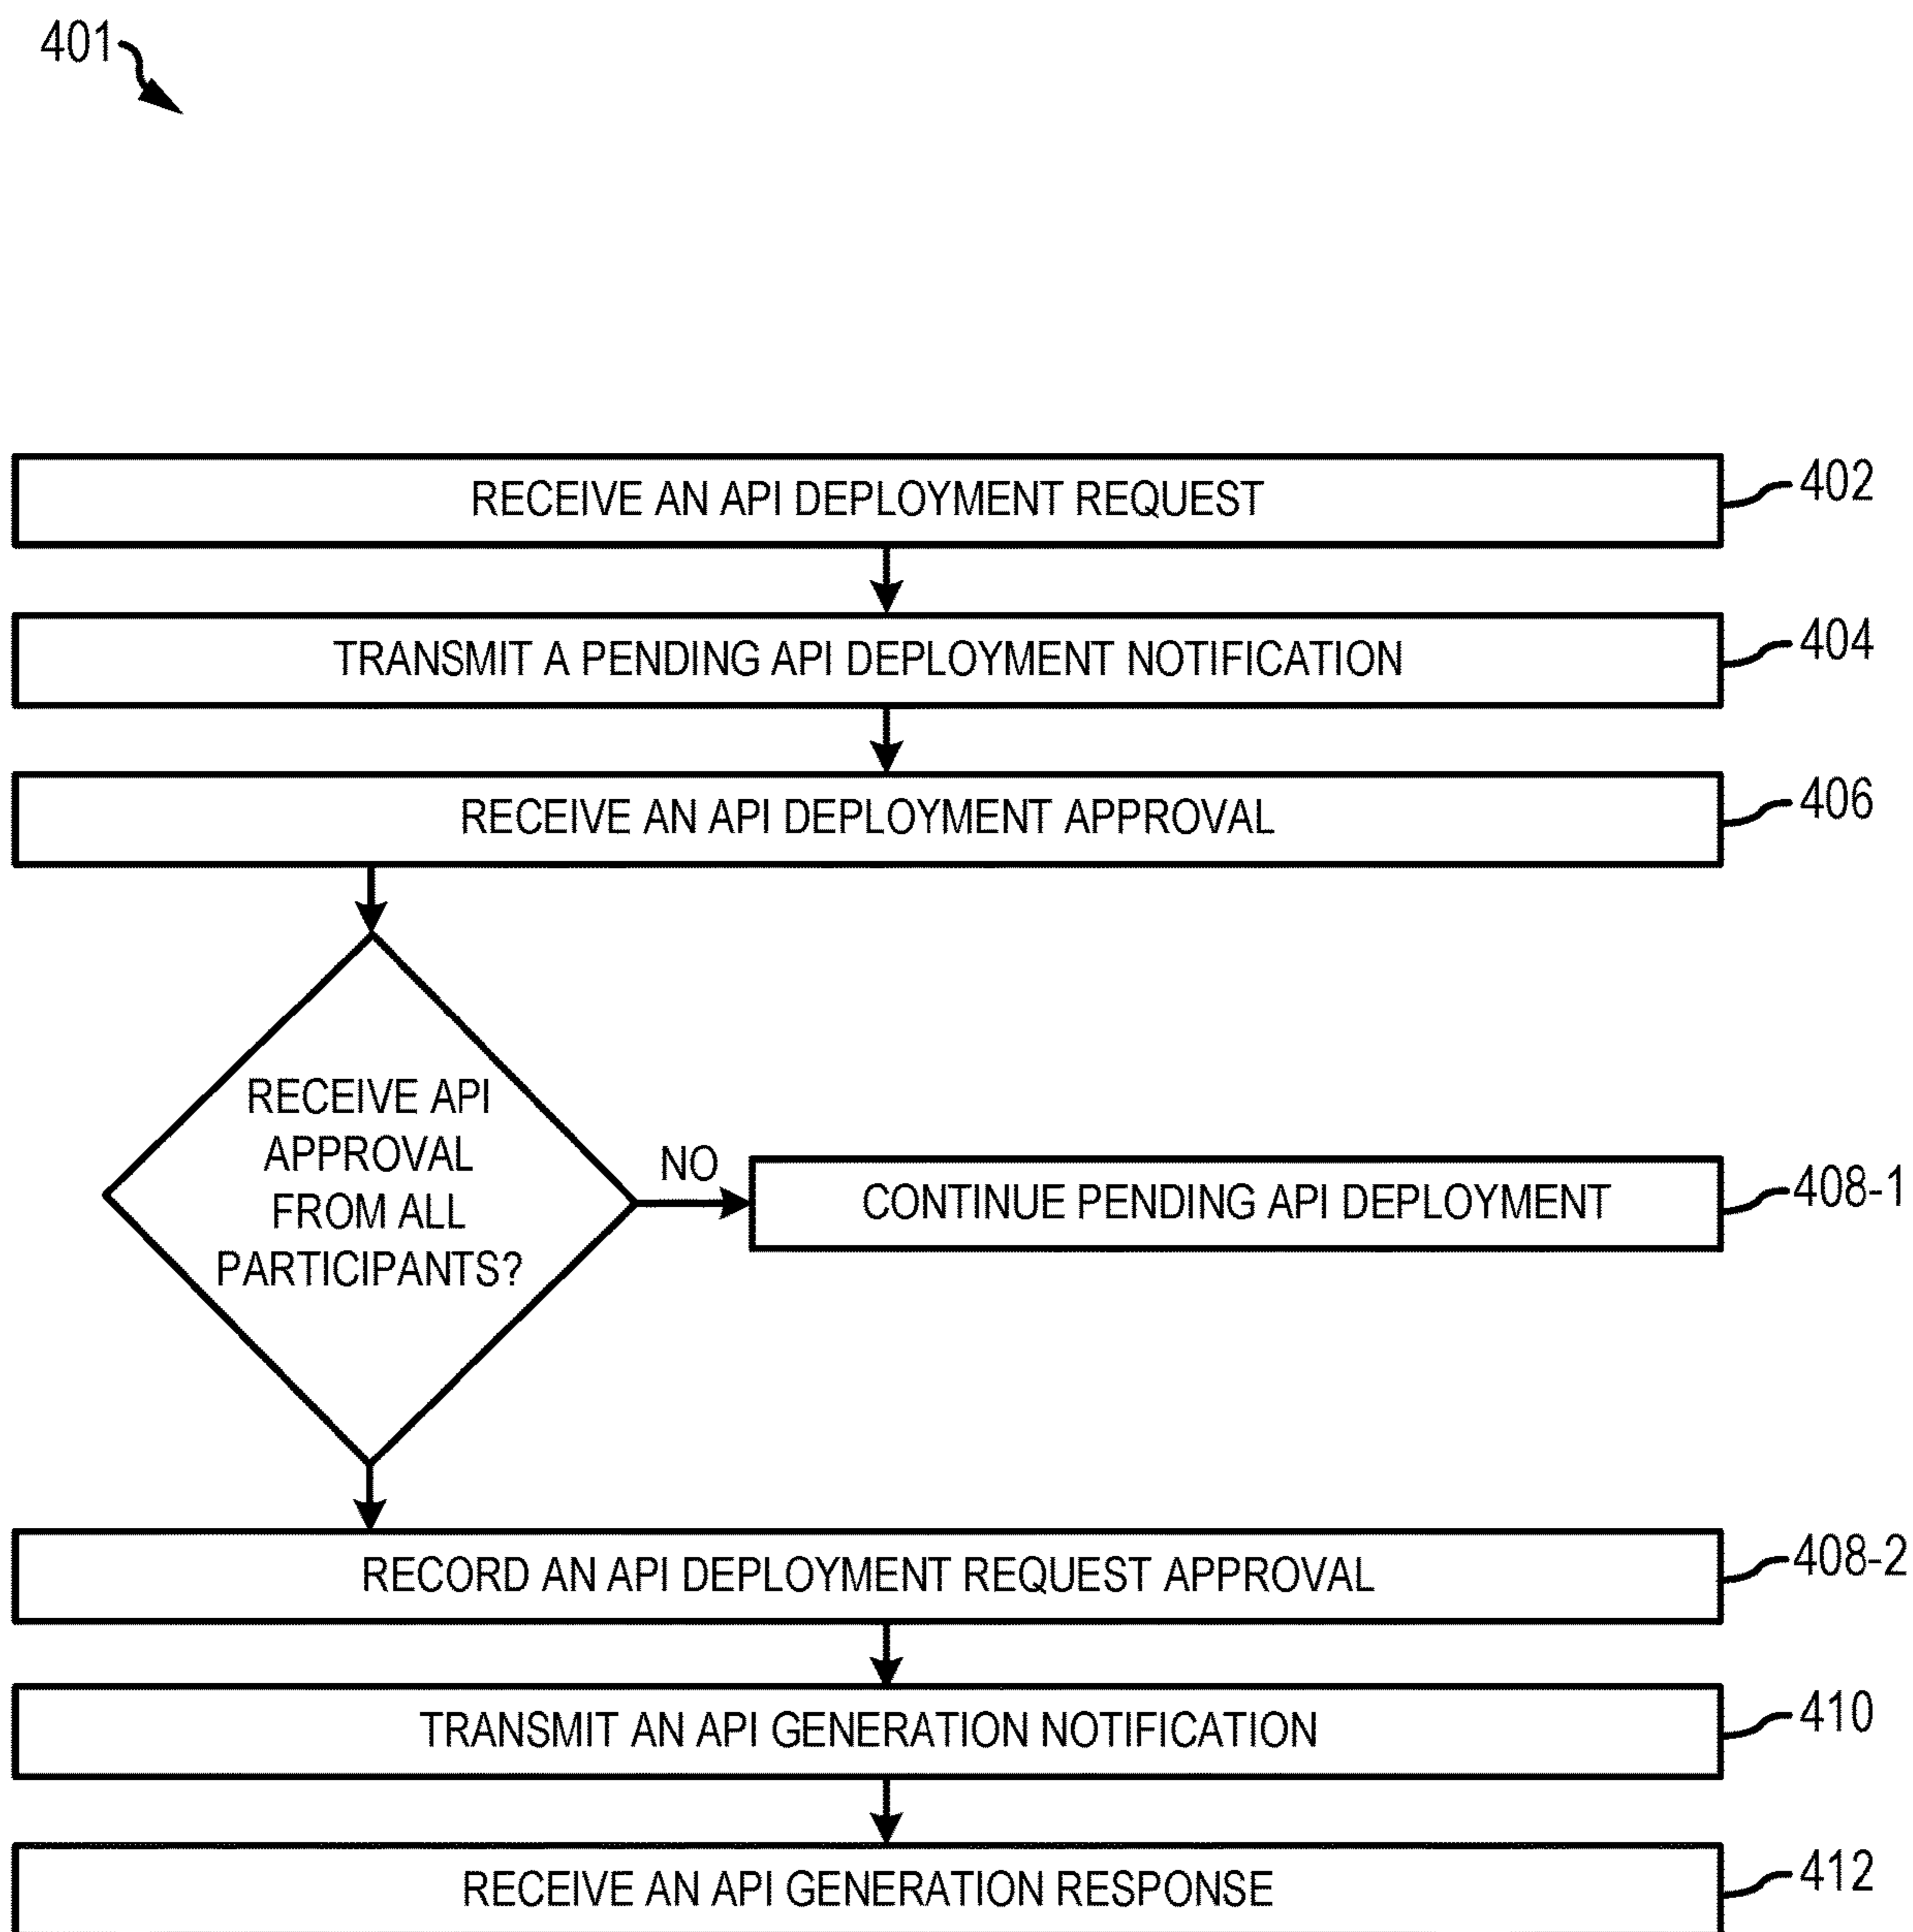 401
RECEIVE AN API DEPLOYMENT REQUEST
402
TRANSMIT A PENDING API DEPLOYMENT NOTIFICATION
404
RECEIVE AN API DEPLOYMENT APPROVAL
406
RECEIVE API
APPROVAL
FROM ALL
PARTICIPANTS?
NO
CONTINUE PENDING API DEPLOYMENT
408-1
RECORD AN API DEPLOYMENT REQUEST APPROVAL
408-2
TRANSMIT AN API GENERATION NOTIFICATION
410
RECEIVE AN API GENERATION RESPONSE
412